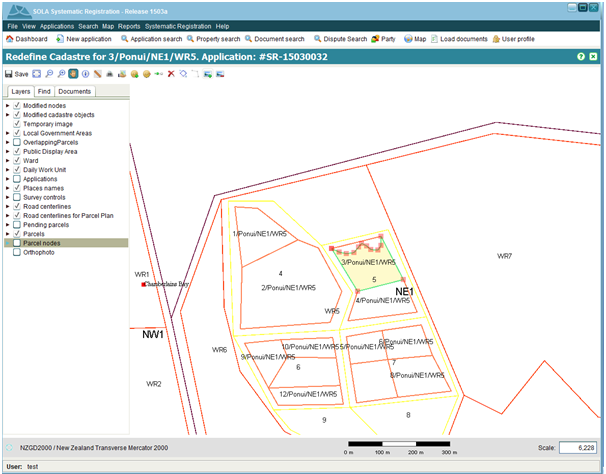 SOLA Systematic Registration - Release 1503a
File View Applications Search Map Reports Systematic Registration Help
Dashboard New application Application search Property search Document search Dispute Search Party Map Load documents User profile
Redefine Cadastre for 3/Ponui/NE1/WR5. Application: #SR-15030032
Save
Layers Find Documents
Modified nodes
Modified cadastre objects
Temporary image
Local Government Areas
OverlappingParcels
Public Display Area
Ward
Daily Work Unit
Applications
Places names
Survey controls
Road centerlines
Road centerlines for Parcel Plan
Pending parcels
Parcels
Parcel nodes
Orthophoto
1/Ponui/NE1/WR5
3/Ponui/NE1/WR5
WR7
4
5
WR1
Chamberlains Bay
2/Ponui/NE1/WR5
NE1
4/Ponui/NE1/WR5
WR5
NW1
WR6
10/Ponui/NE1/WR5
5/Ponui/NE1/WR5
6/Ponui/NE1/WR5
9/Ponui/NE1/WR5
6
7
8/Ponui/NE1/WR5
WR2
12/Ponui/NE1/WR5
9
8
NZGD2000 / New Zealand Transverse Mercator 2000
0 100 200 300 m
Scale: 6,228
User: test